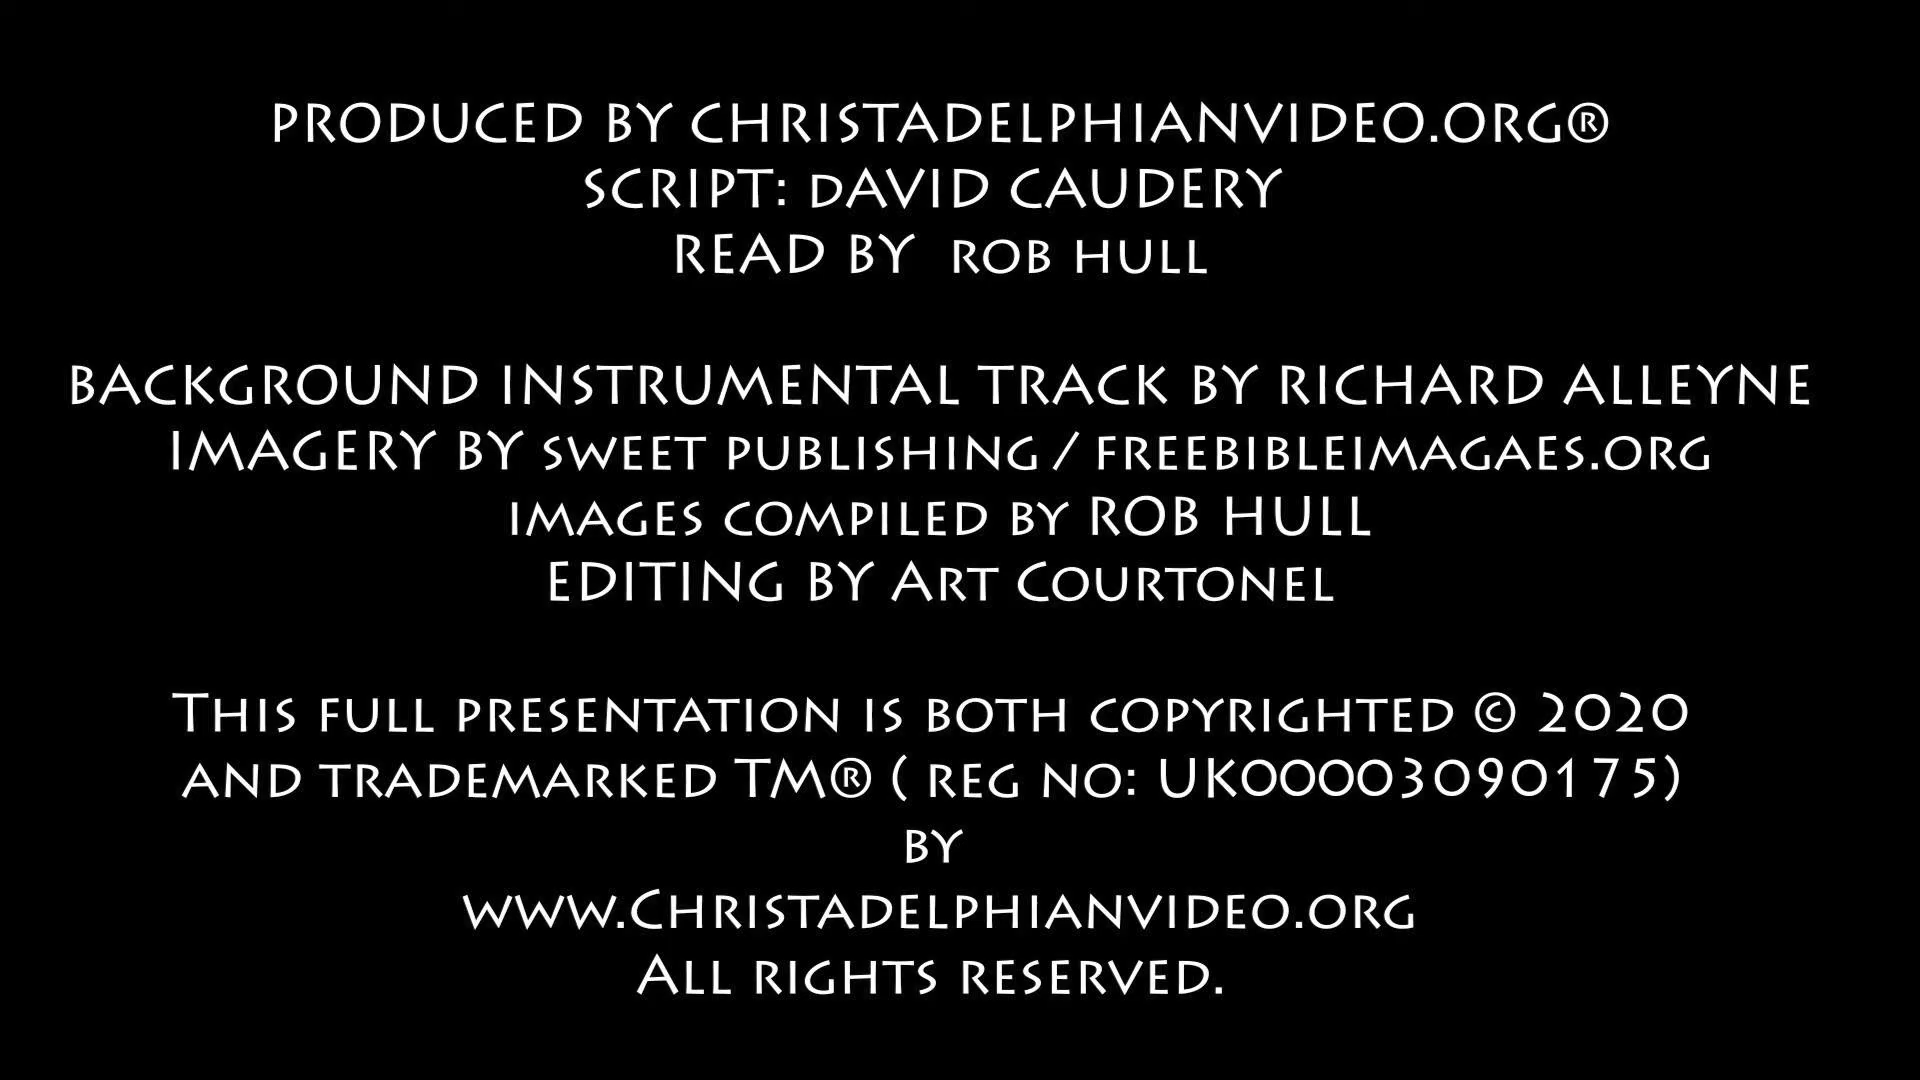 PRODUCED BY CHRISTADELPHIANVIDEO.ORG®
SCRIPT: dAVID CAUDERY
READ BY rob hull
BACKGROUND INSTRUMENTAL TRACK BY RICHARD ALLEYNE
IMAGERY BY sweet publishing / freebibleimagaes.org
images compiled by ROB HULL
EDITING BY Art Courtonel
This full presentation is both copyrighted © 2020
and trademarked TM® ( reg no: UK00003090175)
by
www.Christadelphianvideo.org
All rights reserved.